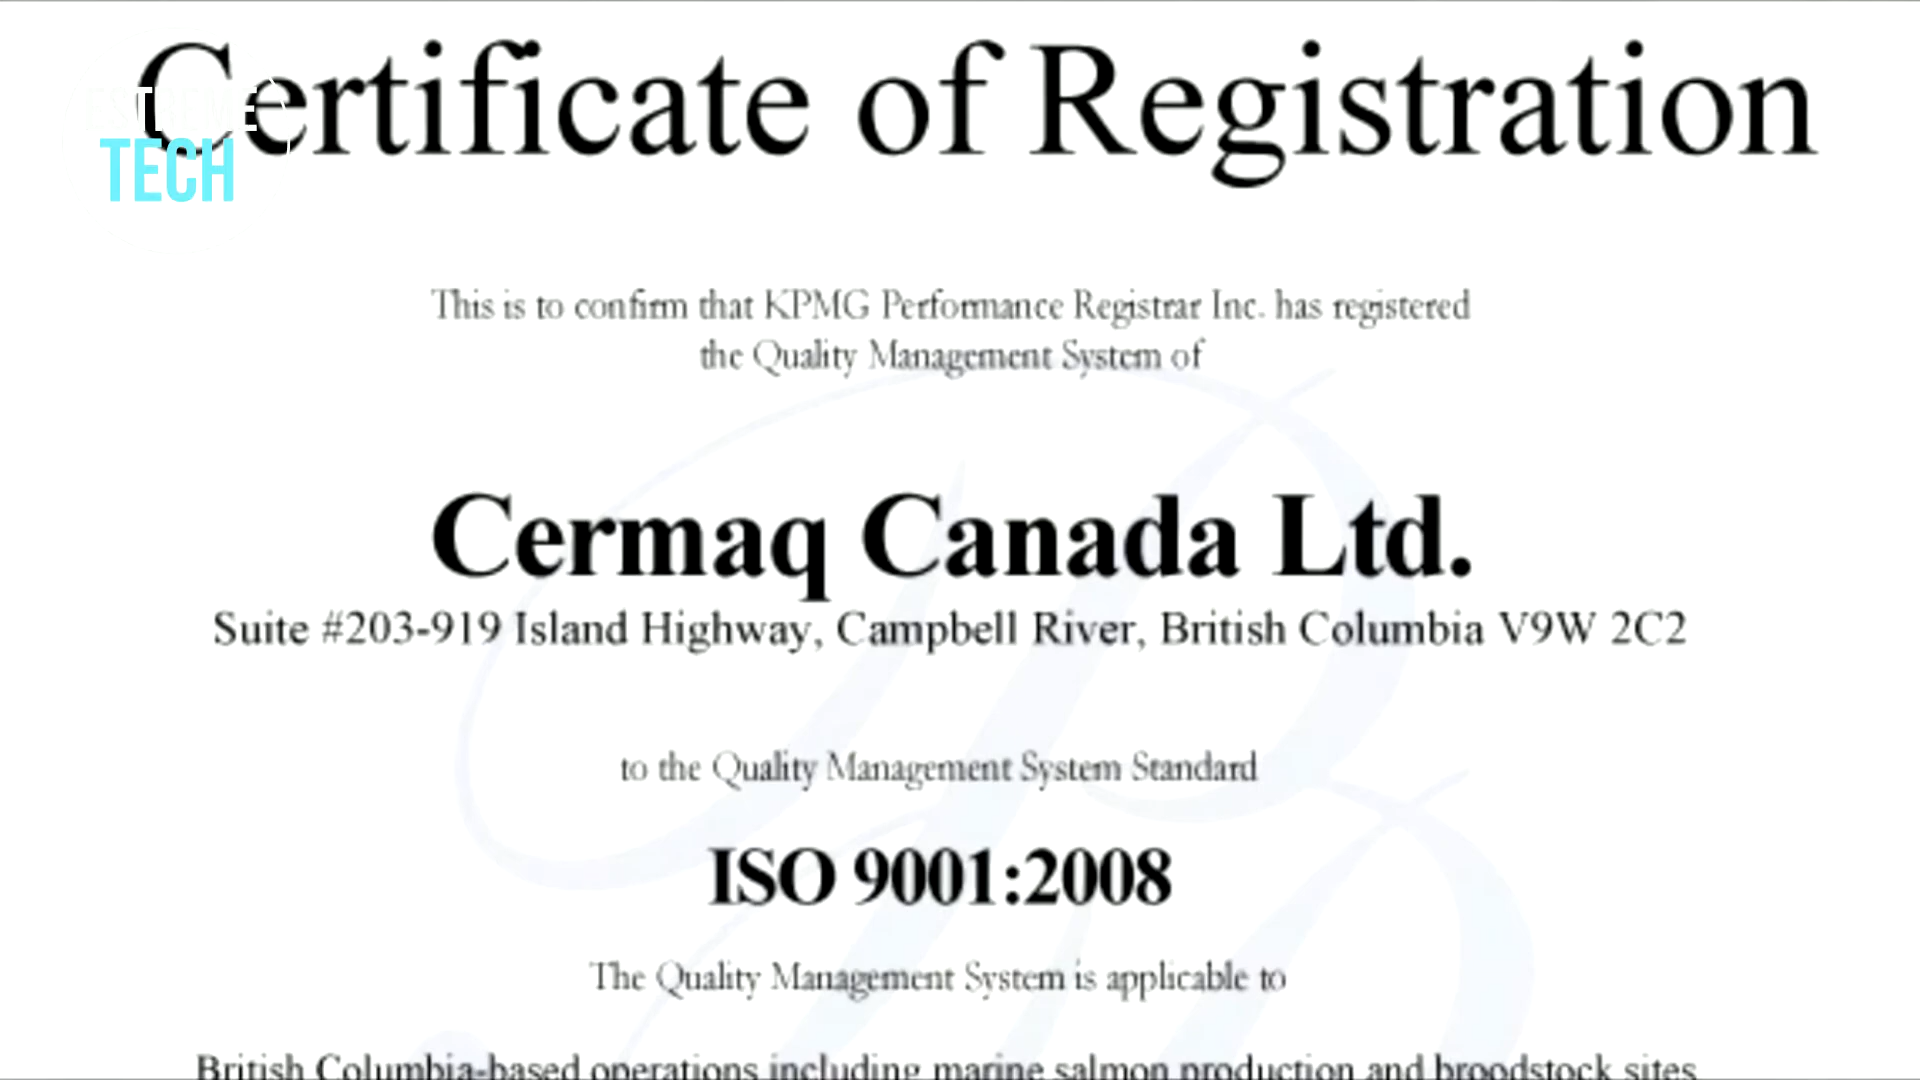 Certificate of Registration
TECH
This is to confirm that KPMG Performance Registrar Inc. has registered
the Quality Management System of
Cermaq Canada Ltd.
Suite #203-919 Island Highway, Campbell River, British Columbia V9W 2C2
to the Quality Management System Standard
ISO 9001:2008
The Quality Management System is applicable to
British Columbia-based operations including marine salmon production and broodstock sites